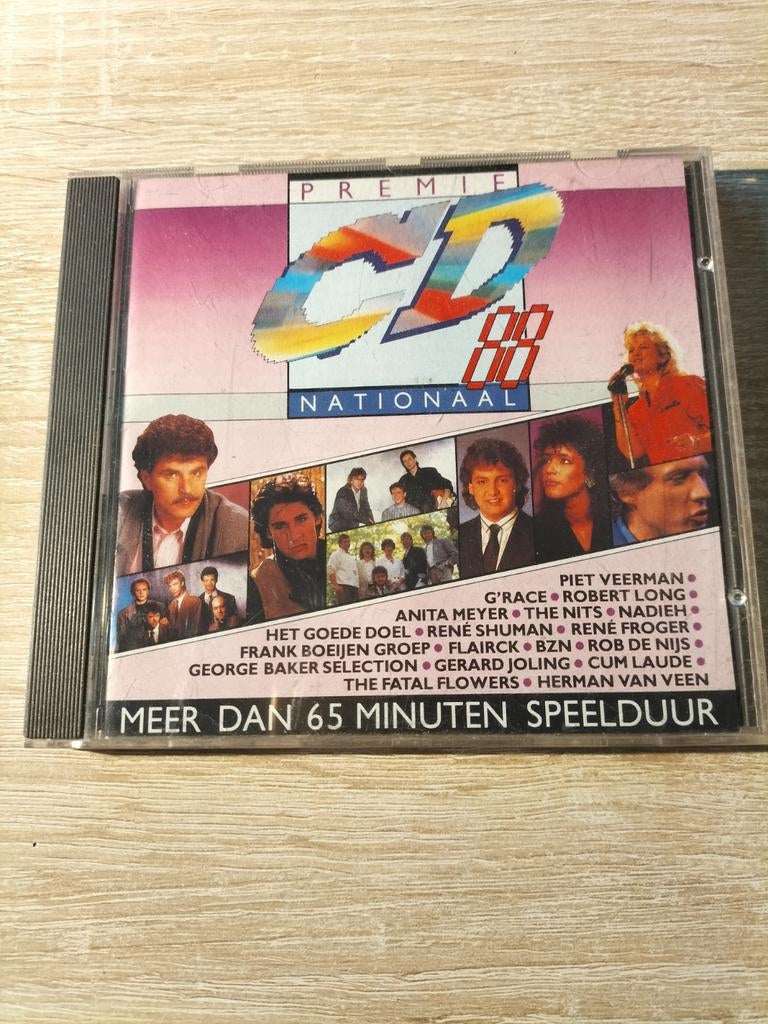 PREMIE
CD
88
NATIONAAL
PIET VEERMAN •
G'RACE • ROBERT LONG •
ANITA MEYER • THE NITS • NADIEH •
HET GOEDE DOEL • RENÉ SHUMAN • RENÉ FROGER •
FRANK BOEIJEN GROEP • FLAIRCK • BZN • ROB DE NIJS •
GEORGE BAKER SELECTION • GERARD JOLING • CUM LAUDE •
THE FATAL FLOWERS • HERMAN VAN VEEN
MEER DAN 65 MINUTEN SPEELDUUR